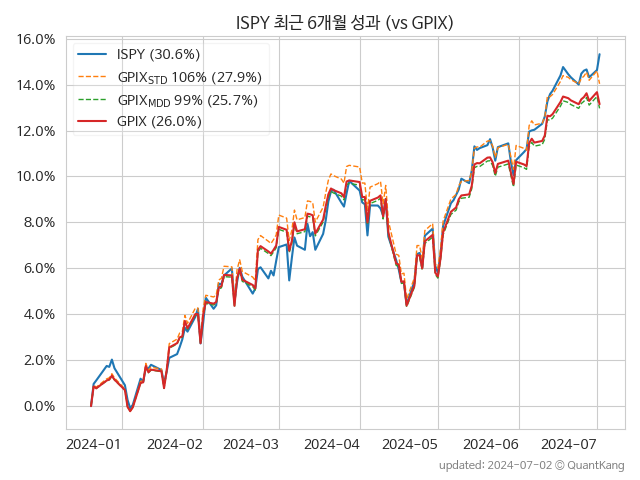 ISPY 최근 6개월 성과 (vs GPIX)
16.0%
14.0%
12.0%
10.0%
8.0%
6.0%
4.0%
2.0%
0.0%
ISPY (30.6%)
GPIXSTD 106% (27.9%)
GPIXMDD 99% (25.7%)
GPIX (26.0%)
2024-01 2024-02 2024-03 2024-04 2024-05 2024-06 2024-07
updated: 2024-07-02 © QuantKang